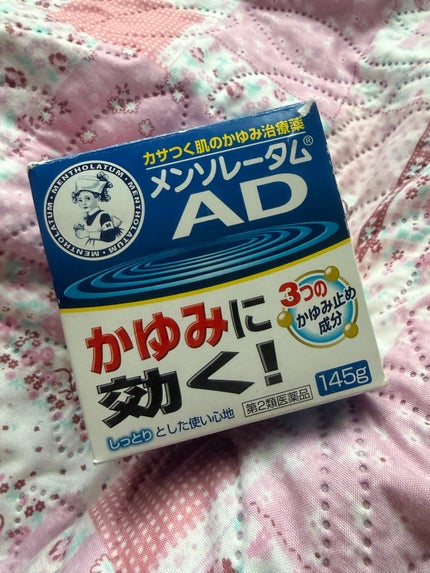 カサつく肌のかゆみ治療薬
メンソレータム®
AD
MENTHOLATUM · MENTHOLATUM · MENTHOLATUM ·
かゆみに
効く!
3つの
かゆみ止め
成分
しっとりとした使い心地
第2類医薬品
145g